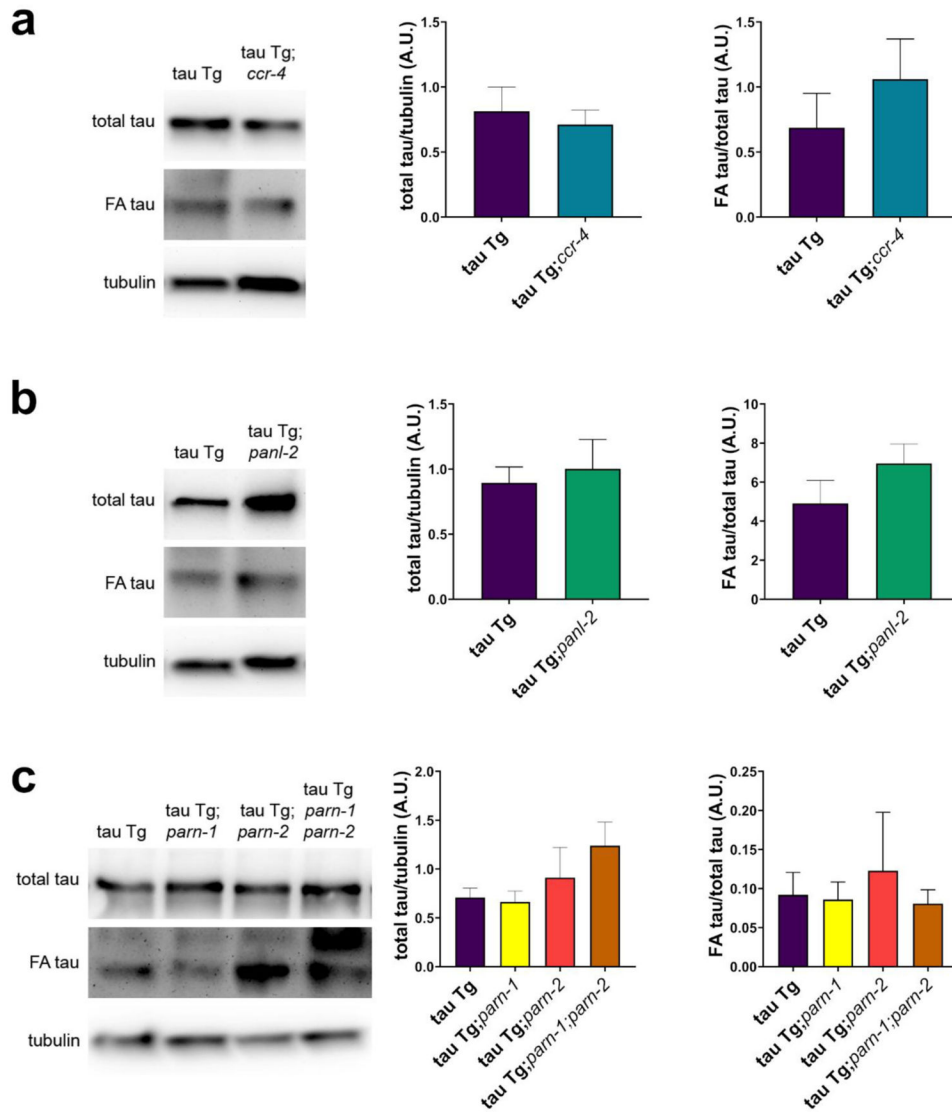 a
tau Tg
tau Tg;
ccr-4
total tau
FA tau
tubulin
total tau/tubulin (A.U.)
1.5
1.0
0.5
0.0
tau Tg
tau Tg;ccr-4
FA tau/total tau (A.U.)
1.5
1.0
0.5
0.0
tau Tg
tau Tg;ccr-4
b
tau Tg
tau Tg;
panl-2
total tau
FA tau
tubulin
total tau/tubulin (A.U.)
1.5
1.0
0.5
0.0
tau Tg
tau Tg;panl-2
FA tau/total tau (A.U.)
10
8
6
4
2
0
tau Tg
tau Tg;panl-2
c
tau Tg
tau Tg;
parn-1
tau Tg;
parn-2
tau Tg
parn-1
parn-2
total tau
FA tau
tubulin
total tau/tubulin (A.U.)
2.0
1.5
1.0
0.5
0.0
tau Tg
tau Tg;parn-1
tau Tg;parn-2
tau Tg;parn-1;parn-2
FA tau/total tau (A.U.)
0.25
0.20
0.15
0.10
0.05
0.00
tau Tg
tau Tg;parn-1
tau Tg;parn-2
tau Tg;parn-1;parn-2